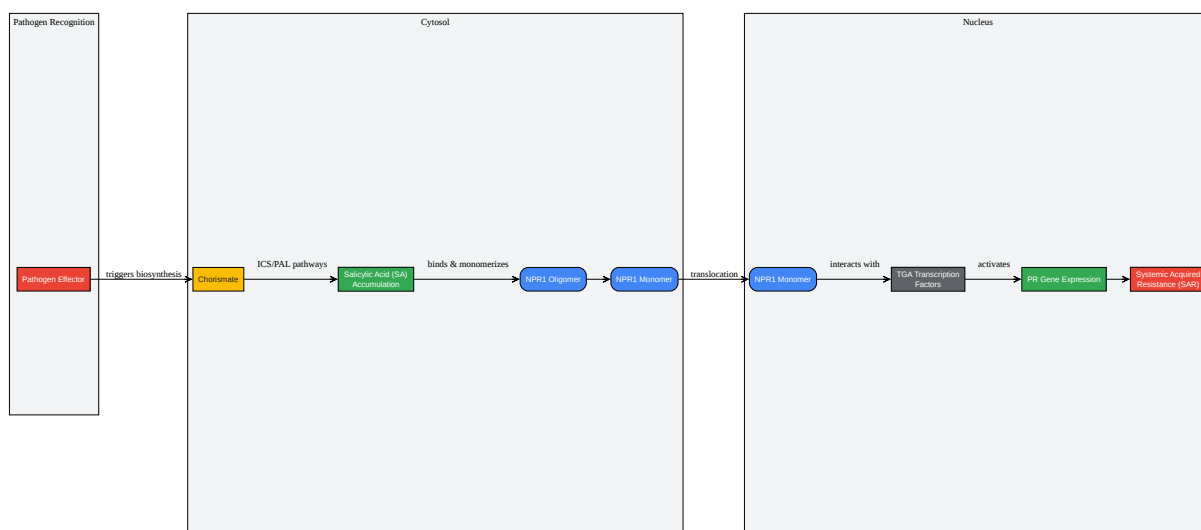 Pathogen Recognition
Cytosol
Nucleus
Pathogen Effector
triggers biosynthesis
Chorismate
ICS/PAL pathways
Salicylic Acid (SA)
Accumulation
binds & monomerizes
NPR1 Oligomer
NPR1 Monomer
translocation
NPR1 Monomer
interacts with
TGA Transcription
Factors
activates
PR Gene Expression
Systemic Acquired
Resistance (SAR)